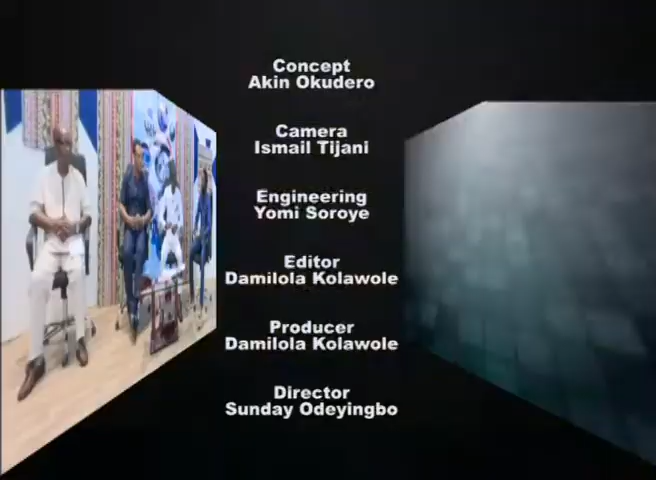 Concept
Akin Okudero
Camera
Ismail Tijani
Engineering
Yomi Soroye
Editor
Damilola Kolawole
Producer
Damilola Kolawole
Director
Sunday Odeyingbo